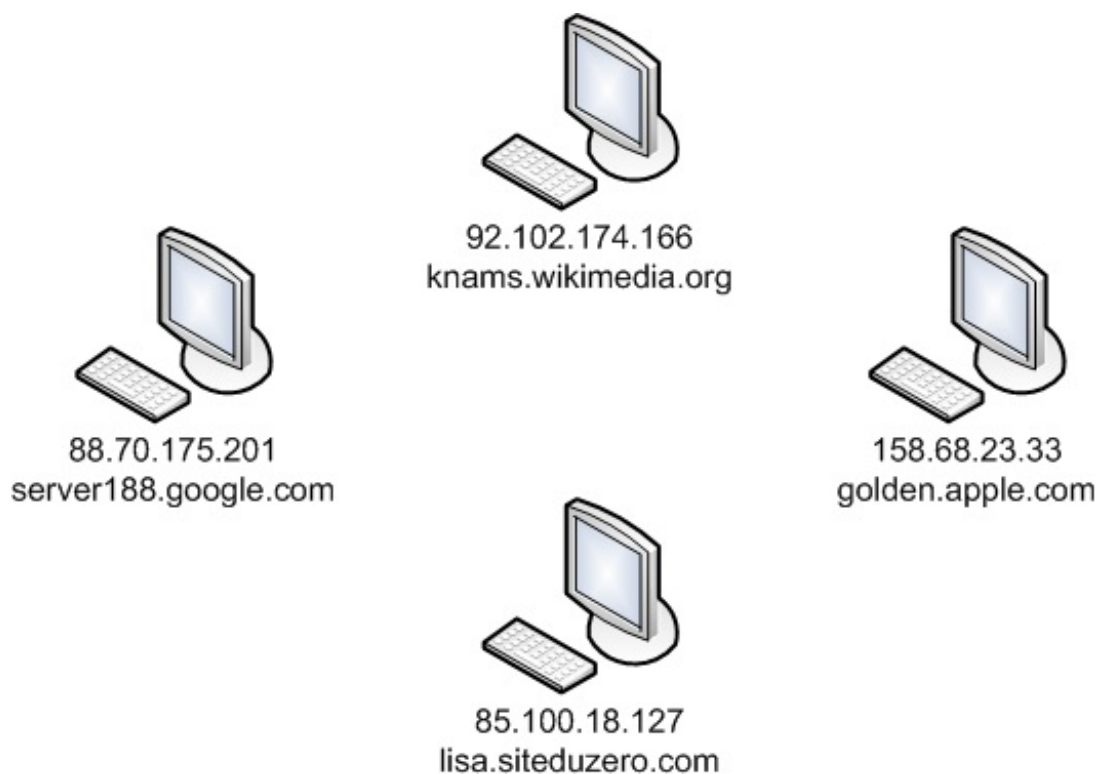 92.102.174.166
knams.wikimedia.org
88.70.175.201
server188.google.com
158.68.23.33
golden.apple.com
85.100.18.127
lisa.siteduzero.com